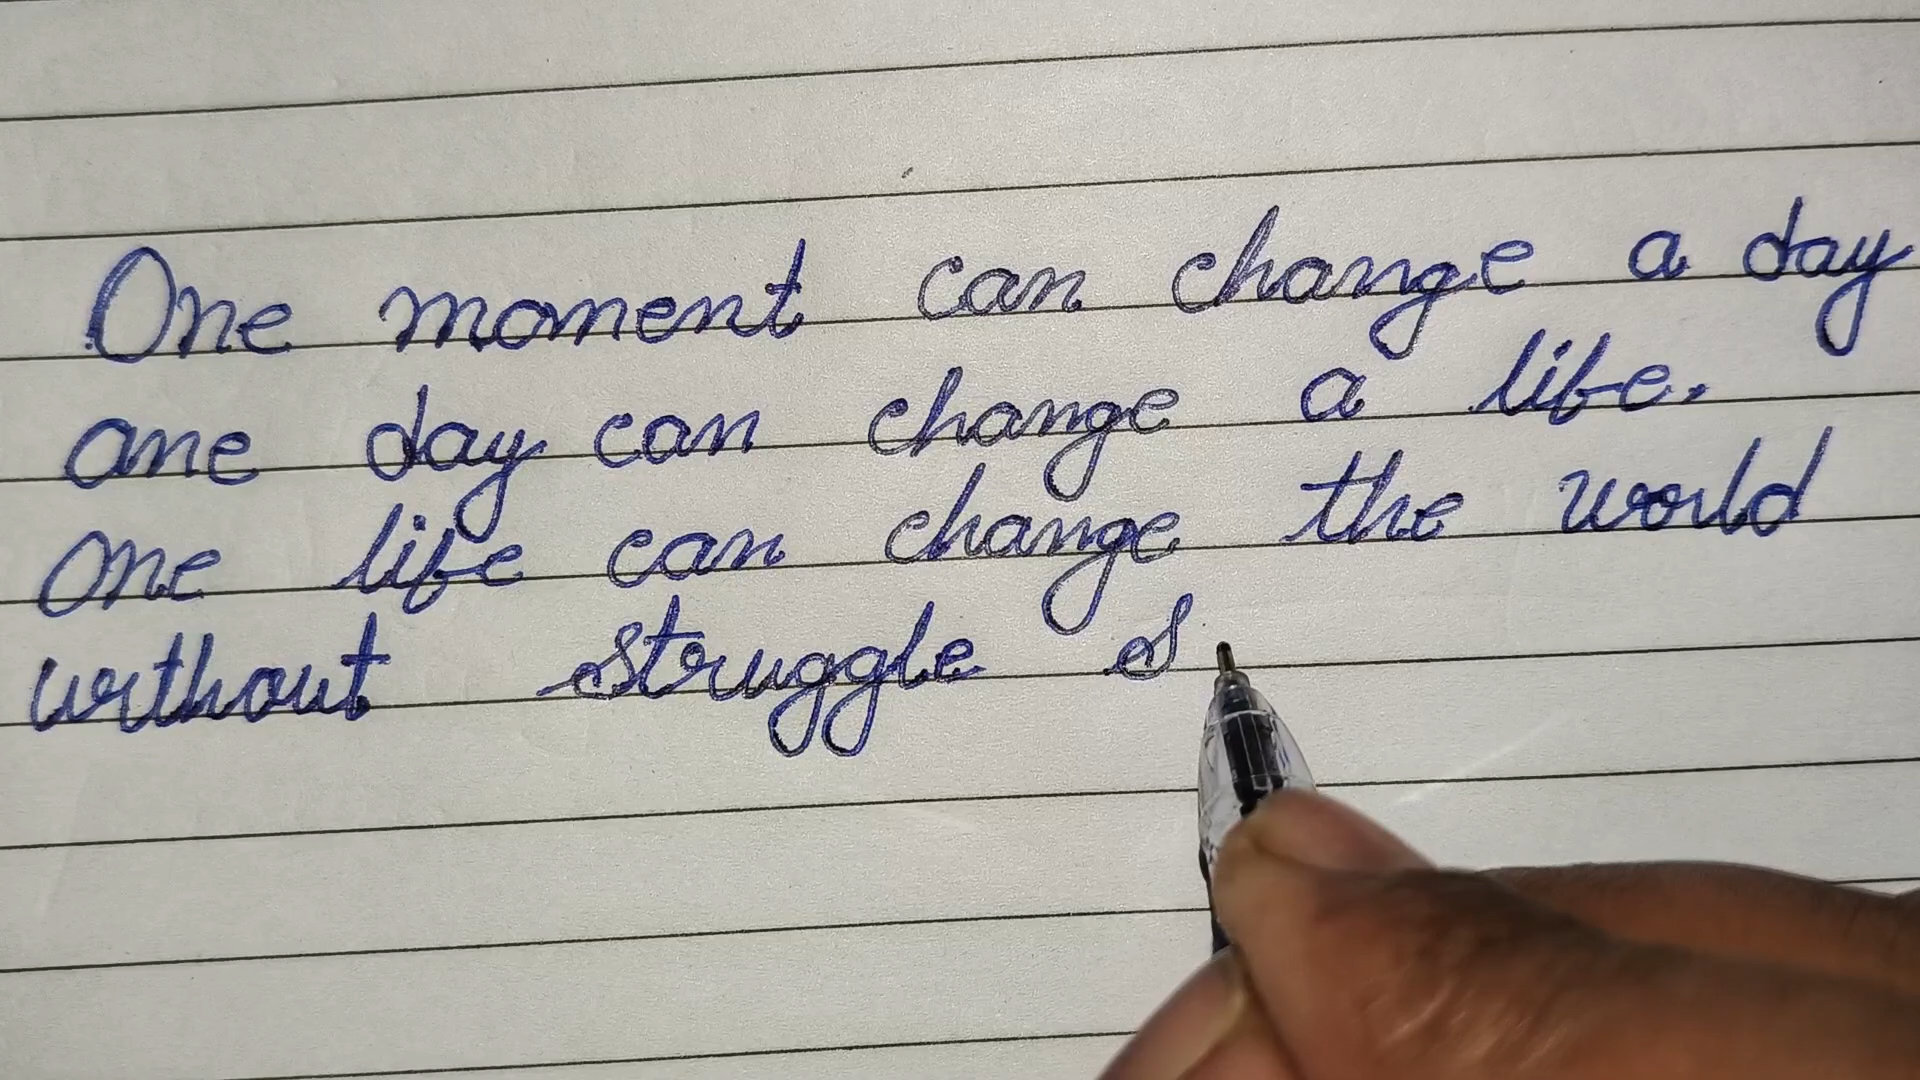 One moment can change a day
one day can change a life.
one life can change the world
without struggle s